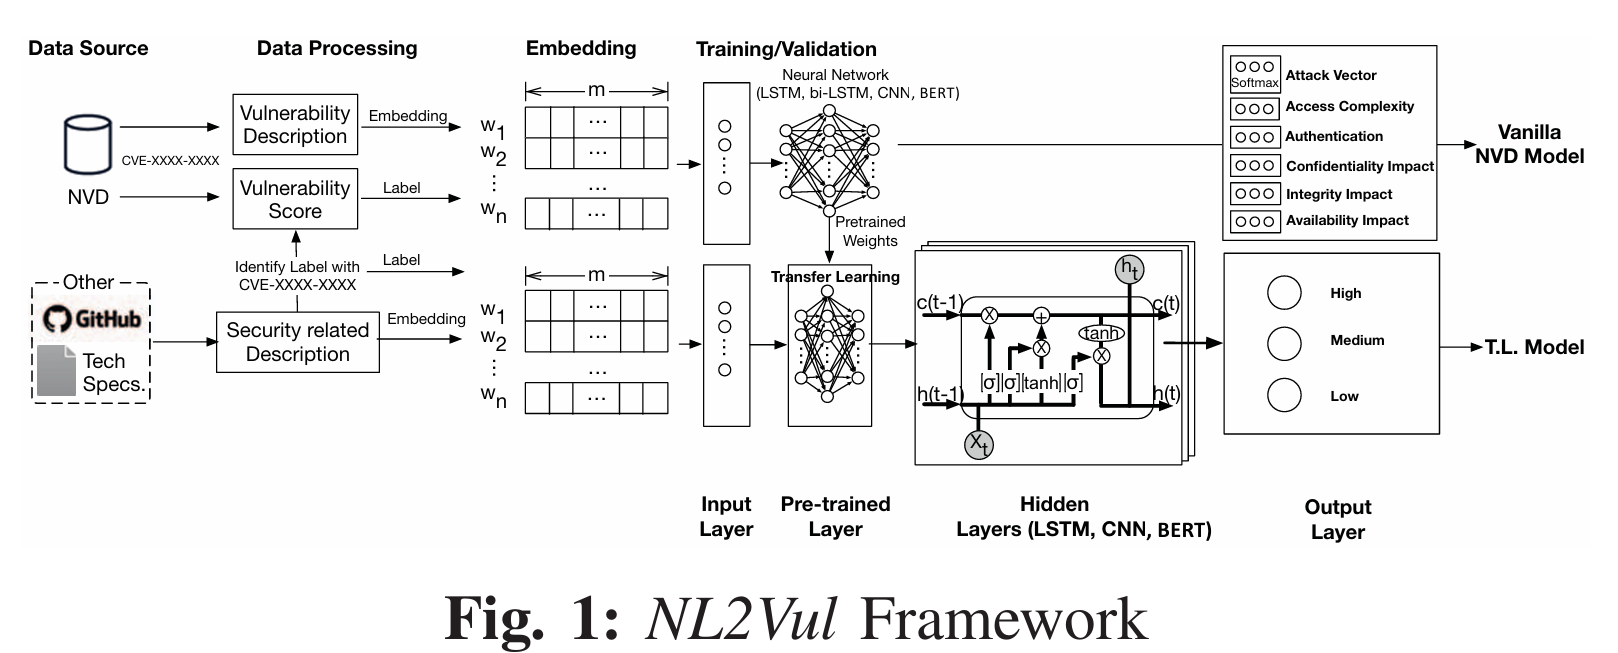 Data Source
Data Processing
Embedding
Training/Validation
Neural Network
(LSTM, bi-LSTM, CNN, BERT)
NVD
CVE-XXXX-XXXX
Vulnerability
Description
Embedding
Vulnerability
Score
Label
m
w1
...
w2
...
⋮
...
wn
...
Pretrained
Weights
Softmax
Attack Vector
Access Complexity
Authentication
Confidentiality Impact
Integrity Impact
Availability Impact
Vanilla
NVD Model
Other
GitHub
Tech
Specs.
Identify Label with
CVE-XXXX-XXXX
Label
Security related
Description
Embedding
m
w1
...
w2
...
⋮
...
wn
...
Transfer Learning
ht
c(t-1)
c(t)
X
+
tanh
X
X
|σ||σ||tanh||σ|
h(t-1)
h(t)
Xt
High
Medium
Low
T.L. Model
Input
Layer
Pre-trained
Layer
Hidden
Layers (LSTM, CNN, BERT)
Output
Layer
Fig. 1: NL2Vul Framework